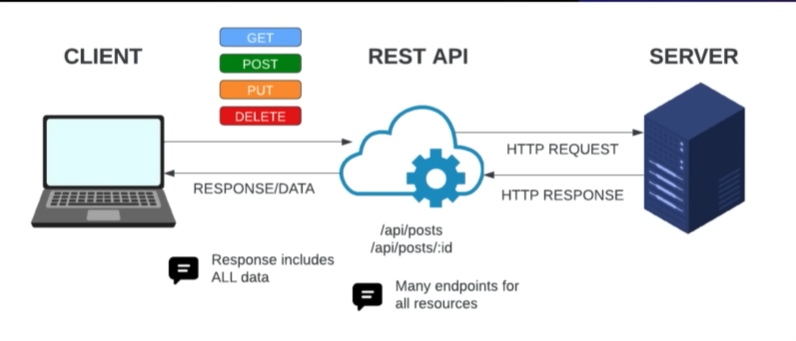 CLIENT
GET
POST
PUT
DELETE
REST API
SERVER
RESPONSE/DATA
HTTP REQUEST
HTTP RESPONSE
/api/posts
/api/posts/:id
Response includes
ALL data
Many endpoints for
all resources